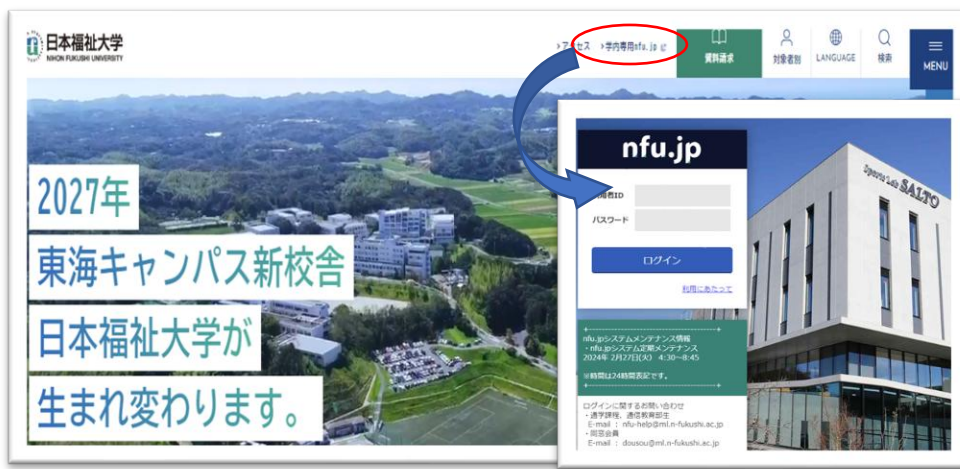 日本福祉大学
NIHON FUKUSHI UNIVERSITY
アクセス
学内専用nfu.jp
資料請求
対象者別
LANGUAGE
検索
MENU
2027年
東海キャンパス新校舎
日本福祉大学が
生まれ変わります。
nfu.jp
用者ID
パスワード
ログイン
利用にあたって
nfu.jpシステムメンテナンス情報
・nfu.jpシステム定期メンテナンス
2024年 2月27日(火) 4:30~8:45
※時間は24時間表記です。
ログインに関するお問い合わせ
・通学課程、通信教育部生
E-mail : nfu-help@ml.n-fukushi.ac.jp
・同窓会員
E-mail : dousou@ml.n-fukushi.ac.jp
Sports Lab SALTO